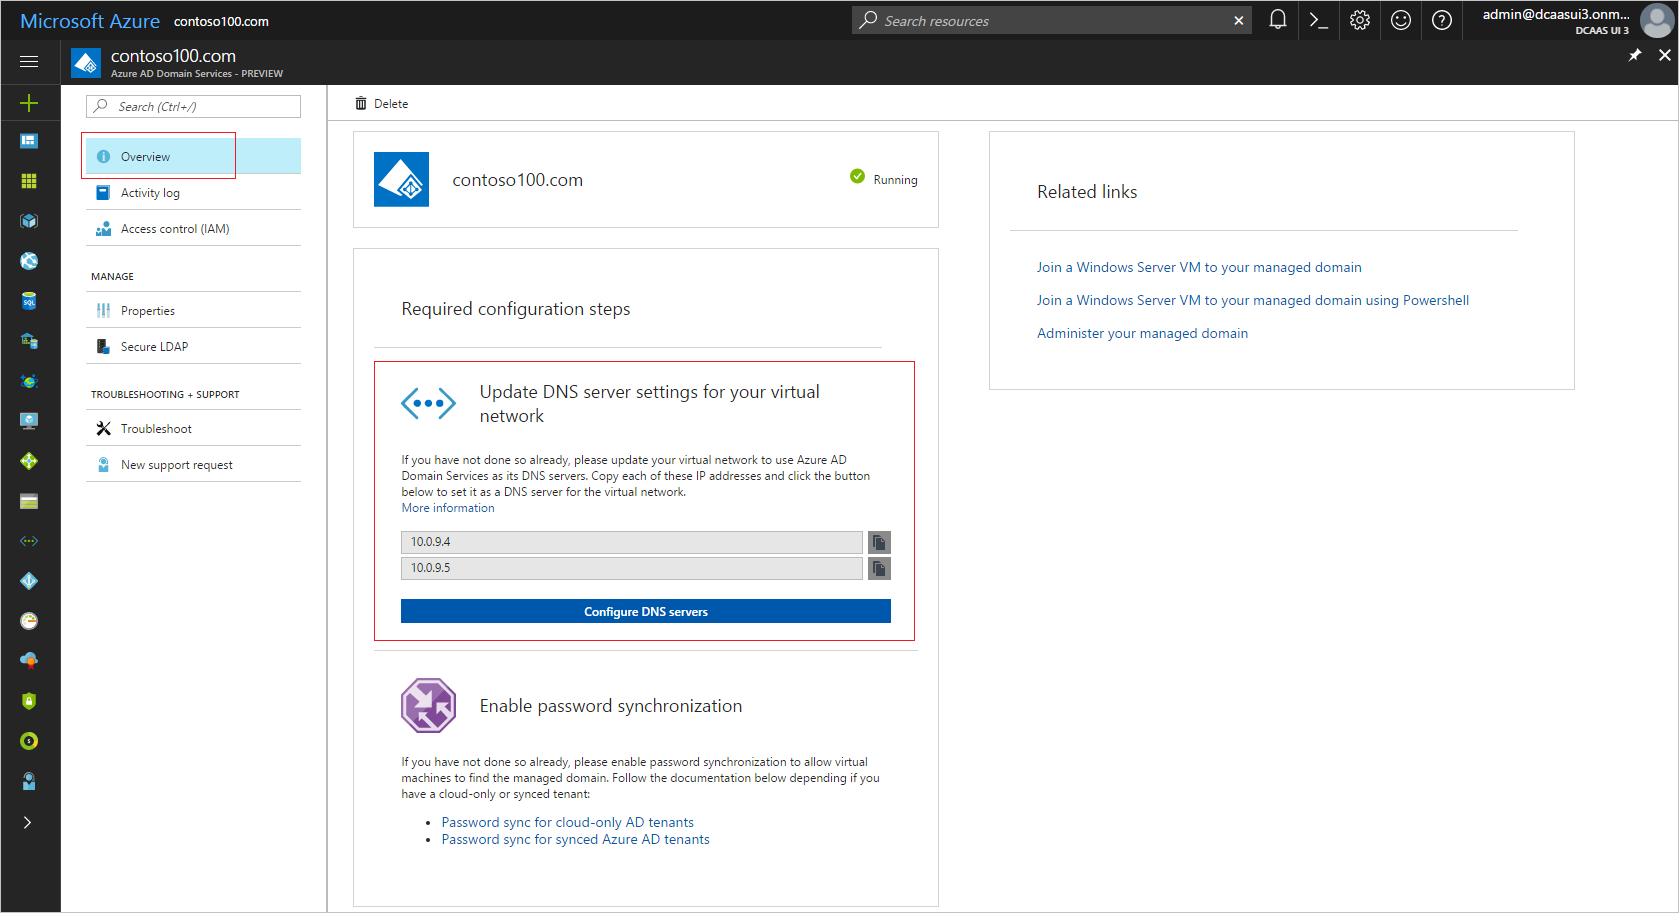 Microsoft Azure contoso100.com
Search resources
admin@dcaasui3.onm...
DCAAS UI 3
contoso100.com
Azure AD Domain Services - PREVIEW
Search (Ctrl+/)
Overview
Activity log
Access control (IAM)
MANAGE
Properties
Secure LDAP
TROUBLESHOOTING + SUPPORT
Troubleshoot
New support request
Delete
contoso100.com
Running
Required configuration steps
Update DNS server settings for your virtual
network
If you have not done so already, please update your virtual network to use Azure AD
Domain Services as its DNS servers. Copy each of these IP addresses and click the button
below to set it as a DNS server for the virtual network.
More information
10.0.9.4
10.0.9.5
Configure DNS servers
Enable password synchronization
If you have not done so already, please enable password synchronization to allow virtual
machines to find the managed domain. Follow the documentation below depending if you
have a cloud-only or synced tenant:
• Password sync for cloud-only AD tenants
• Password sync for synced Azure AD tenants
Related links
Join a Windows Server VM to your managed domain
Join a Windows Server VM to your managed domain using Powershell
Administer your managed domain